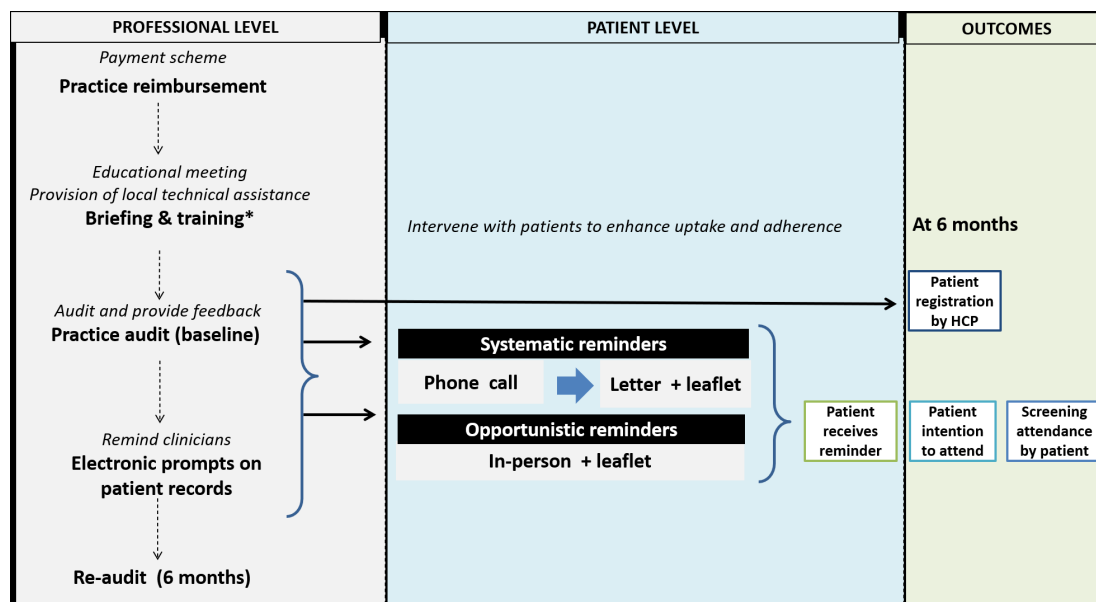 PROFESSIONAL LEVEL
Payment scheme
Practice reimbursement
Educational meeting
Provision of local technical assistance
Briefing & training*
Audit and provide feedback
Practice audit (baseline)
Remind clinicians
Electronic prompts on
patient records
Re-audit (6 months)
PATIENT LEVEL
Intervene with patients to enhance uptake and adherence
Systematic reminders
Phone call
Letter + leaflet
Opportunistic reminders
In-person + leaflet
Patient
receives
reminder
OUTCOMES
At 6 months
Patient
registration
by HCP
Patient
intention
to attend
Screening
attendance
by patient